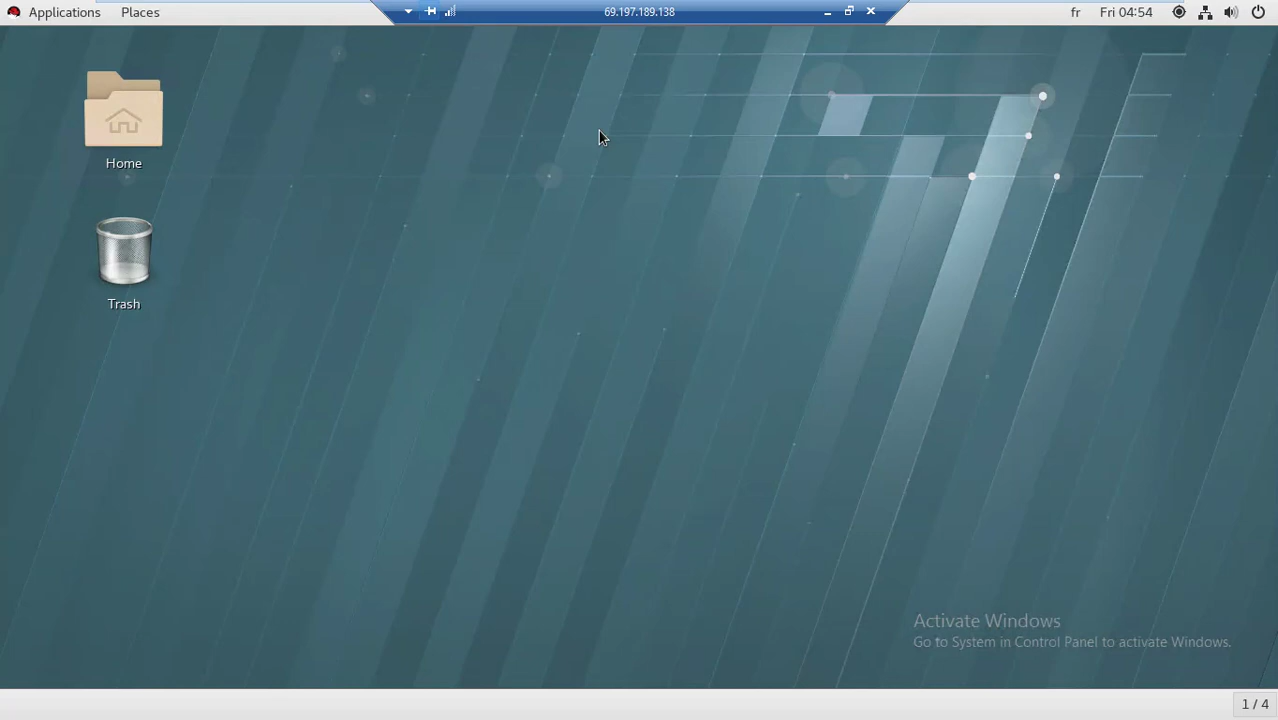 Applications Places 69.197.189.138 fr Fri 04:54
Home
Trash
Activate Windows
Go to System in Control Panel to activate Windows.
1 / 4